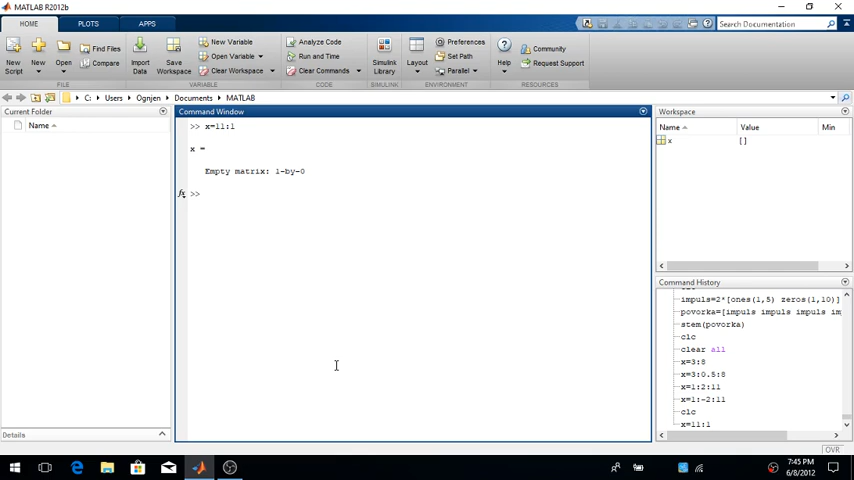 MATLAB R2012b
HOME PLOTS APPS
Search Documentation
New Script
New
Open
Find Files
Compare
Import Data
Save Workspace
New Variable
Open Variable
Clear Workspace
Analyze Code
Run and Time
Clear Commands
Simulink Library
Layout
Preferences
Set Path
Parallel
Help
Community
Request Support
FILE VARIABLE CODE SIMULINK ENVIRONMENT RESOURCES
C: Users Ognjen Documents MATLAB
Current Folder
Name
Details
Command Window
>> x=11:1
x =
Empty matrix: 1-by-0
fx >>
Workspace
Name Value Min
x []
Command History
impuls=2*[ones(1,5) zeros(1,10)]
povorka=[impuls impuls impuls im
stem(povorka)
clc
clear all
x=3:8
x=3:0.5:8
x=1:2:11
x=1:-2:11
clc
x=11:1
OVR
7:45 PM
6/8/2012